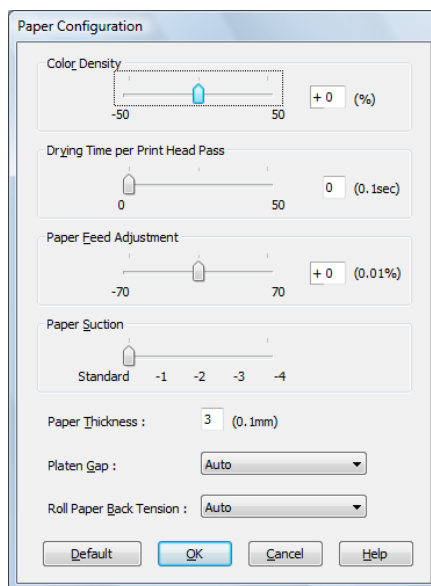 Paper Configuration
Color Density
-50 50 + 0 (%)
Drying Time per Print Head Pass
0 50 0 (0.1sec)
Paper Feed Adjustment
-70 70 + 0 (0.01%)
Paper Suction
Standard -1 -2 -3 -4
Paper Thickness : 3 (0.1mm)
Platen Gap : Auto
Roll Paper Back Tension : Auto
Default OK Cancel Help